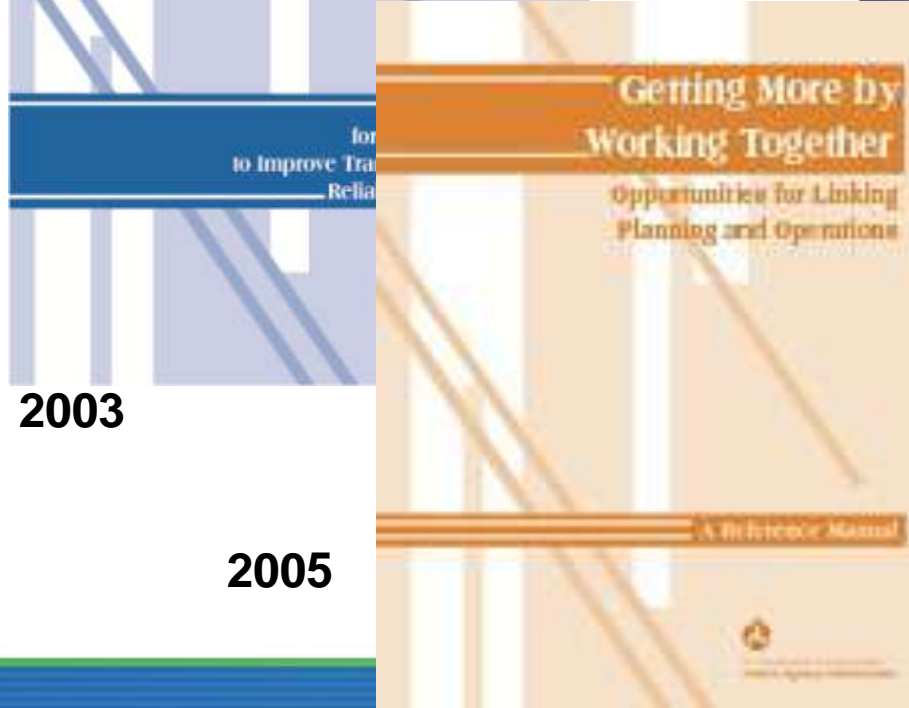 for
to Improve Tra
Relia
2003
2005
Getting More by
Working Together
Opportunities for Linking
Planning and Operations
A Reference Manual